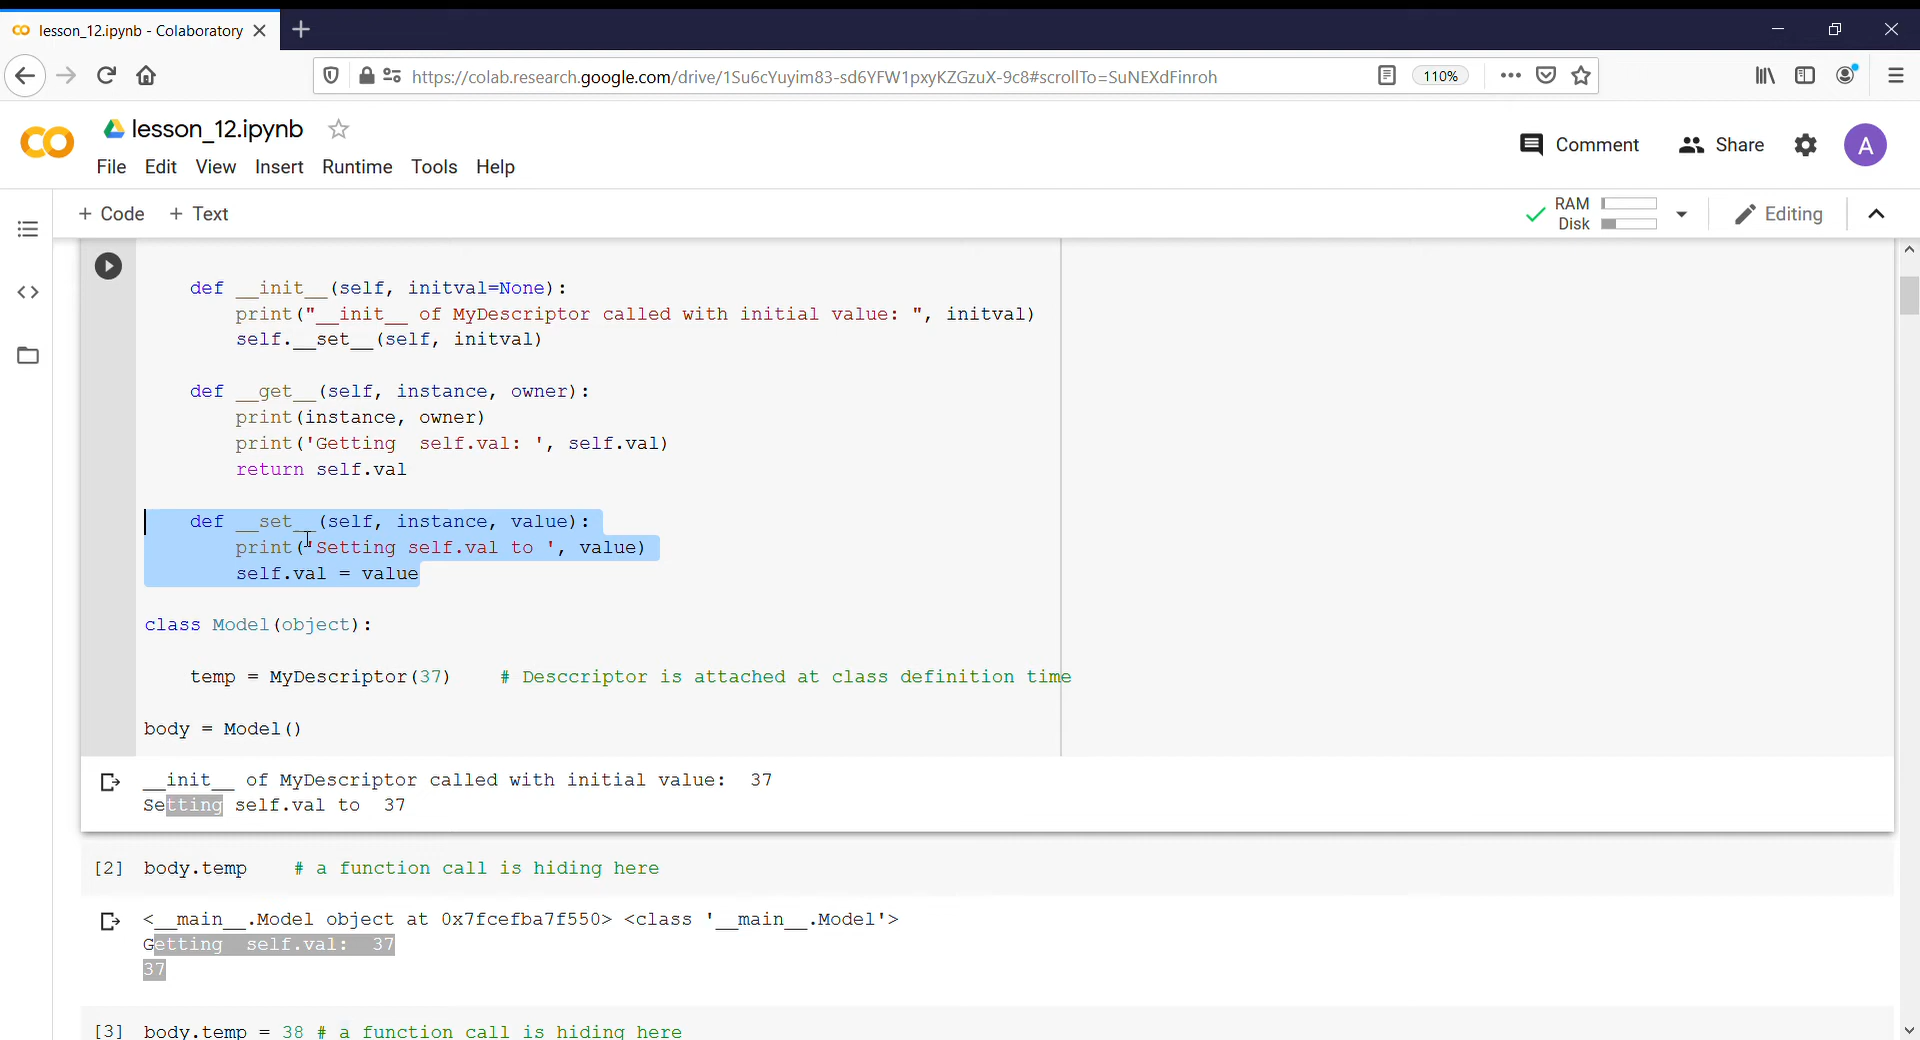 lesson_12.ipynb - Colaboratory
https://colab.research.google.com/drive/1Su6cYuyim83-sd6YFW1pxyKZGzuX-9c8#scrollTo=SuNEXdFinroh
110%
lesson_12.ipynb
File Edit View Insert Runtime Tools Help
Comment Share A
+ Code + Text
RAM
Disk
Editing
def __init__(self, initval=None):
print("__init__ of MyDescriptor called with initial value: ", initval)
self.__set__(self, initval)
def __get__(self, instance, owner):
print(instance, owner)
print('Getting  self.val: ', self.val)
return self.val
def __set__(self, instance, value):
print('Setting self.val to ', value)
self.val = value
class Model(object):
temp = MyDescriptor(37)    # Desccriptor is attached at class definition time
body = Model()
__init__ of MyDescriptor called with initial value:  37
Setting self.val to  37
[2] body.temp    # a function call is hiding here
<__main__.Model object at 0x7fcefba7f550> <class '__main__.Model'>
Getting  self.val:  37
37
[3] body.temp = 38 # a function call is hiding here